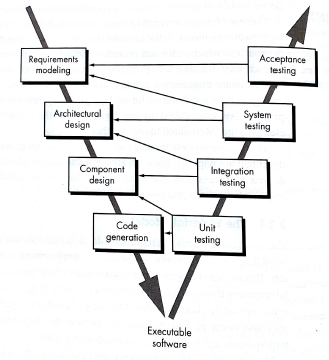 Requirements
modeling
Acceptance
testing
Architectural
design
System
testing
Component
design
Integration
testing
Code
generation
Unit
testing
Executable
software